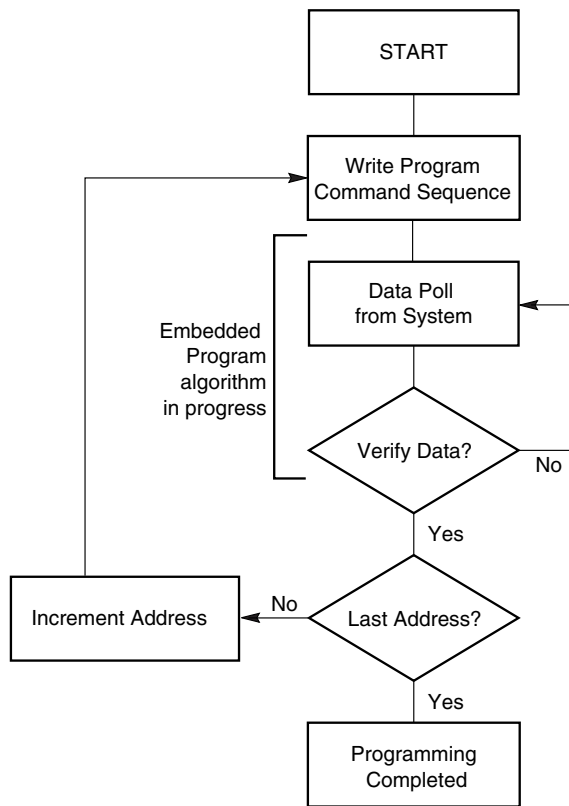 START
Write Program
Command Sequence
Data Poll
from System
Embedded
Program
algorithm
in progress
Verify Data?
No
Yes
Increment Address
No
Last Address?
Yes
Programming
Completed